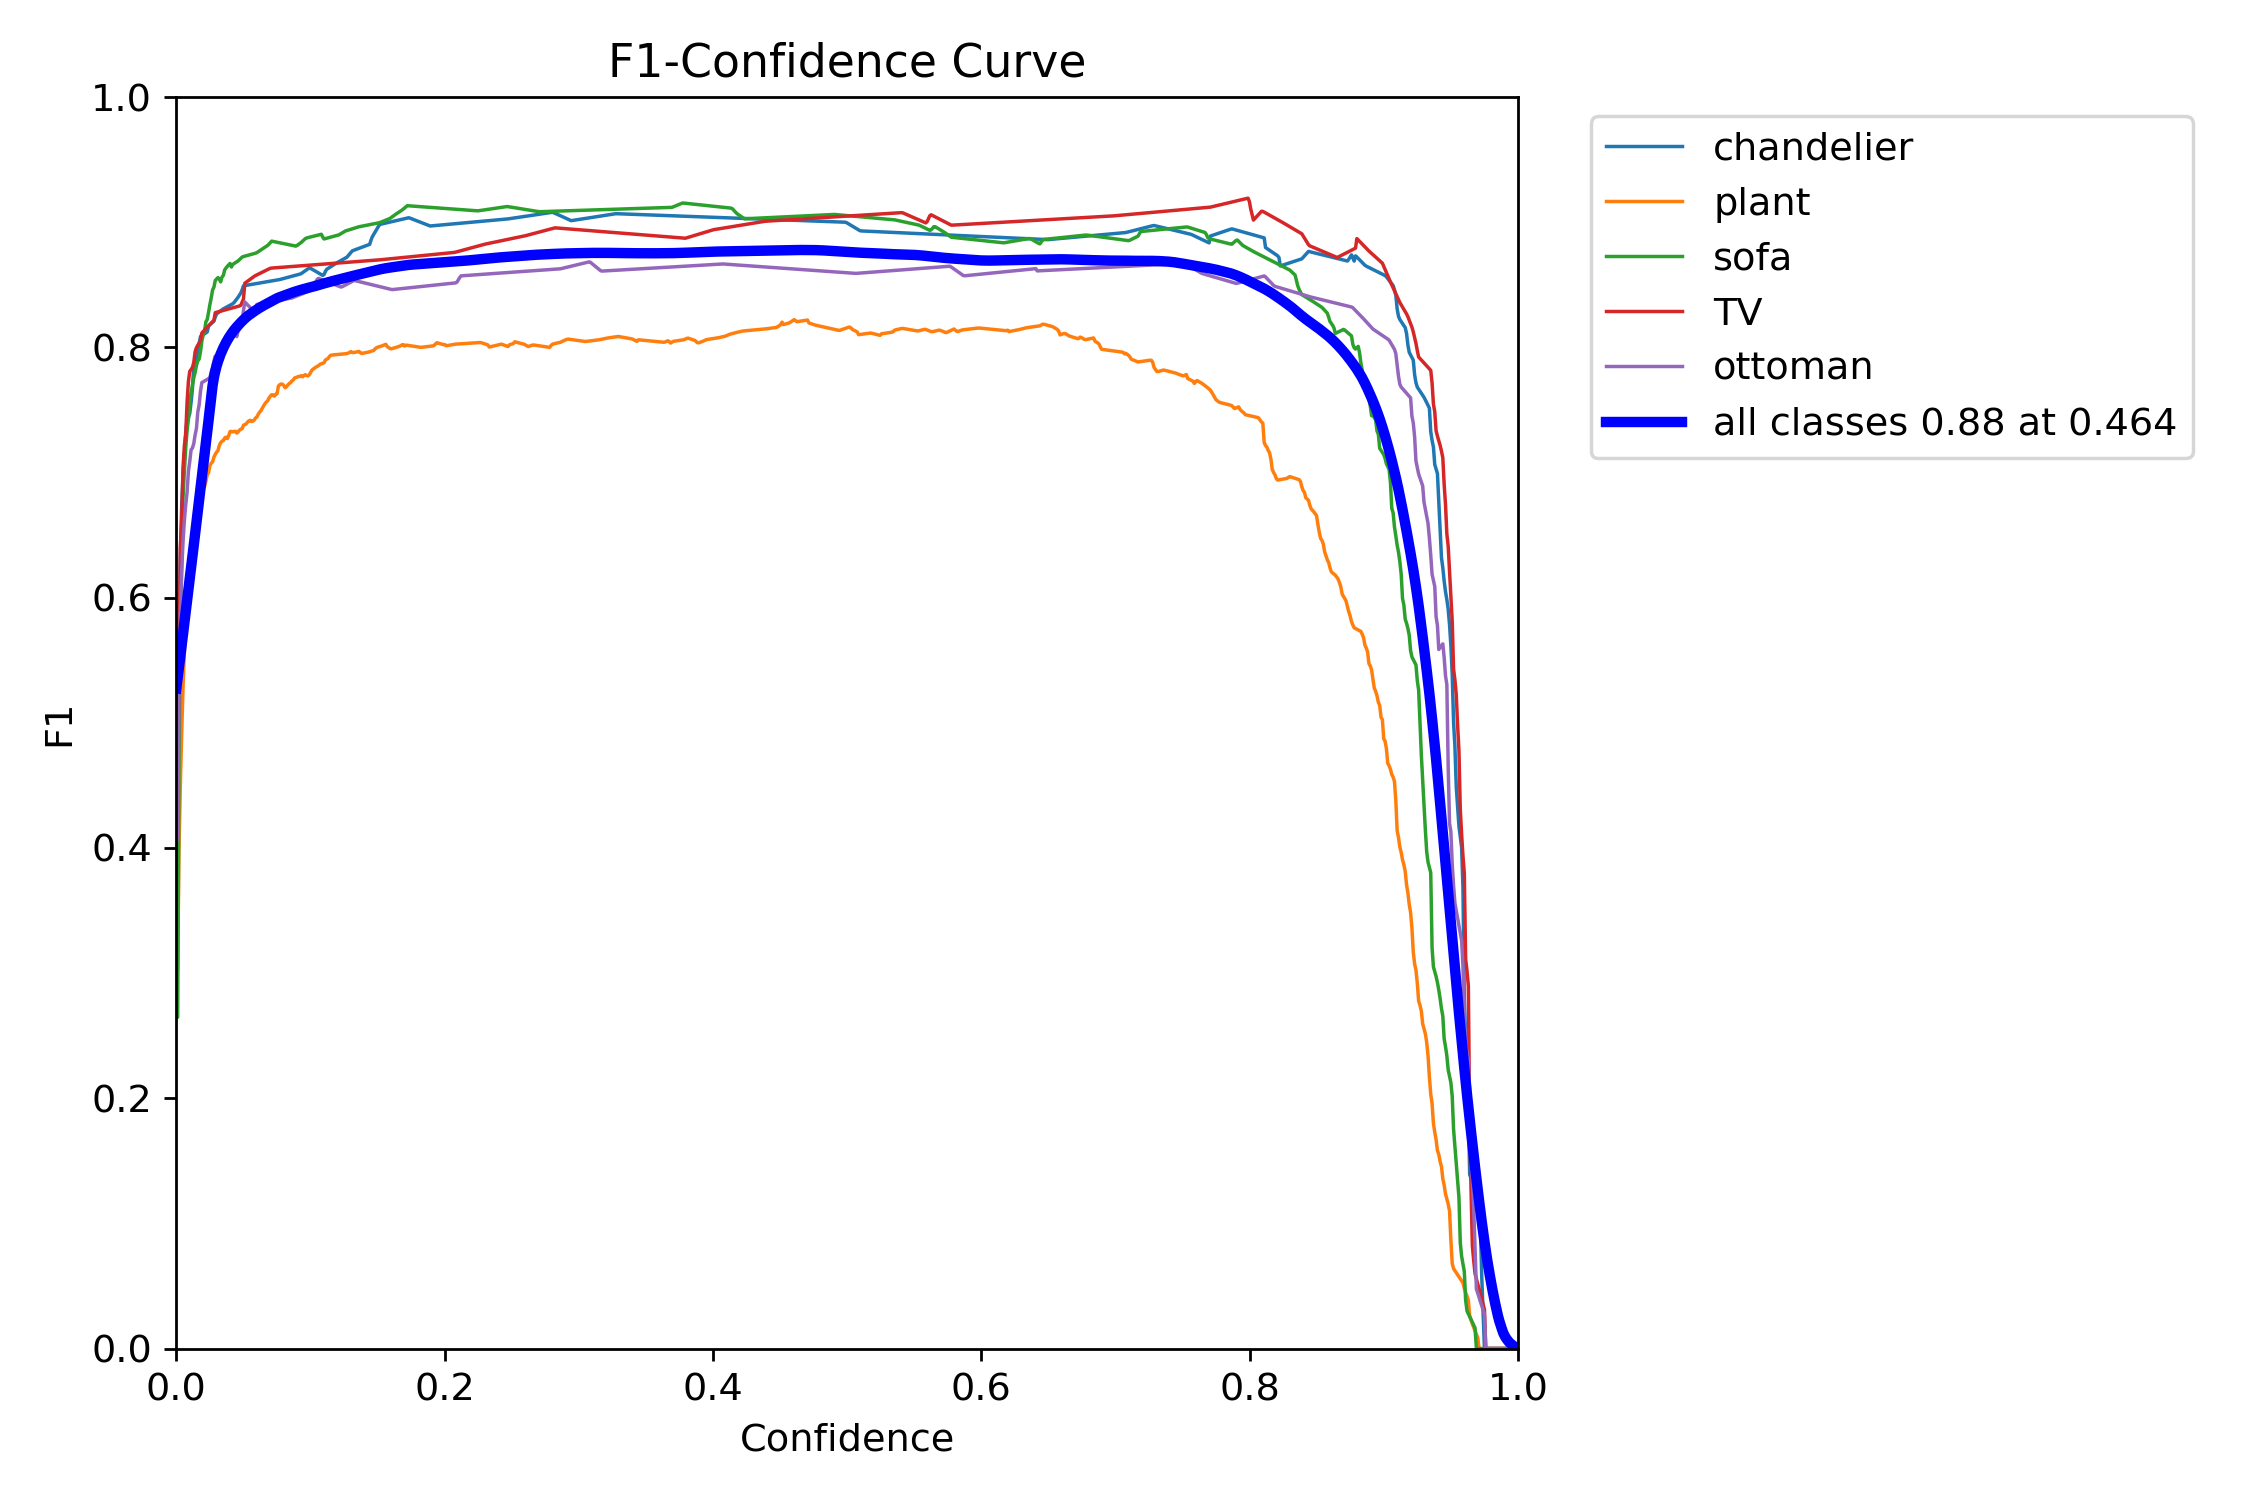 F1-Confidence Curve
1.0
0.8
0.6
0.4
0.2
0.0
F1
0.0 0.2 0.4 0.6 0.8 1.0
Confidence
chandelier
plant
sofa
TV
ottoman
all classes 0.88 at 0.464